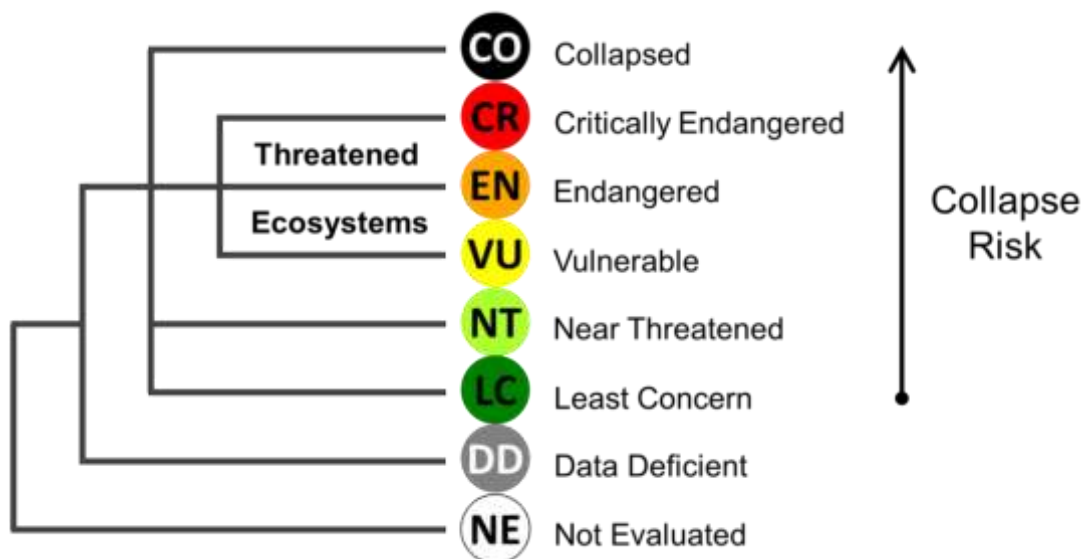 CO Collapsed
CR Critically Endangered
Threatened
EN Endangered
Ecosystems
VU Vulnerable
NT Near Threatened
LC Least Concern
DD Data Deficient
NE Not Evaluated
Collapse
Risk